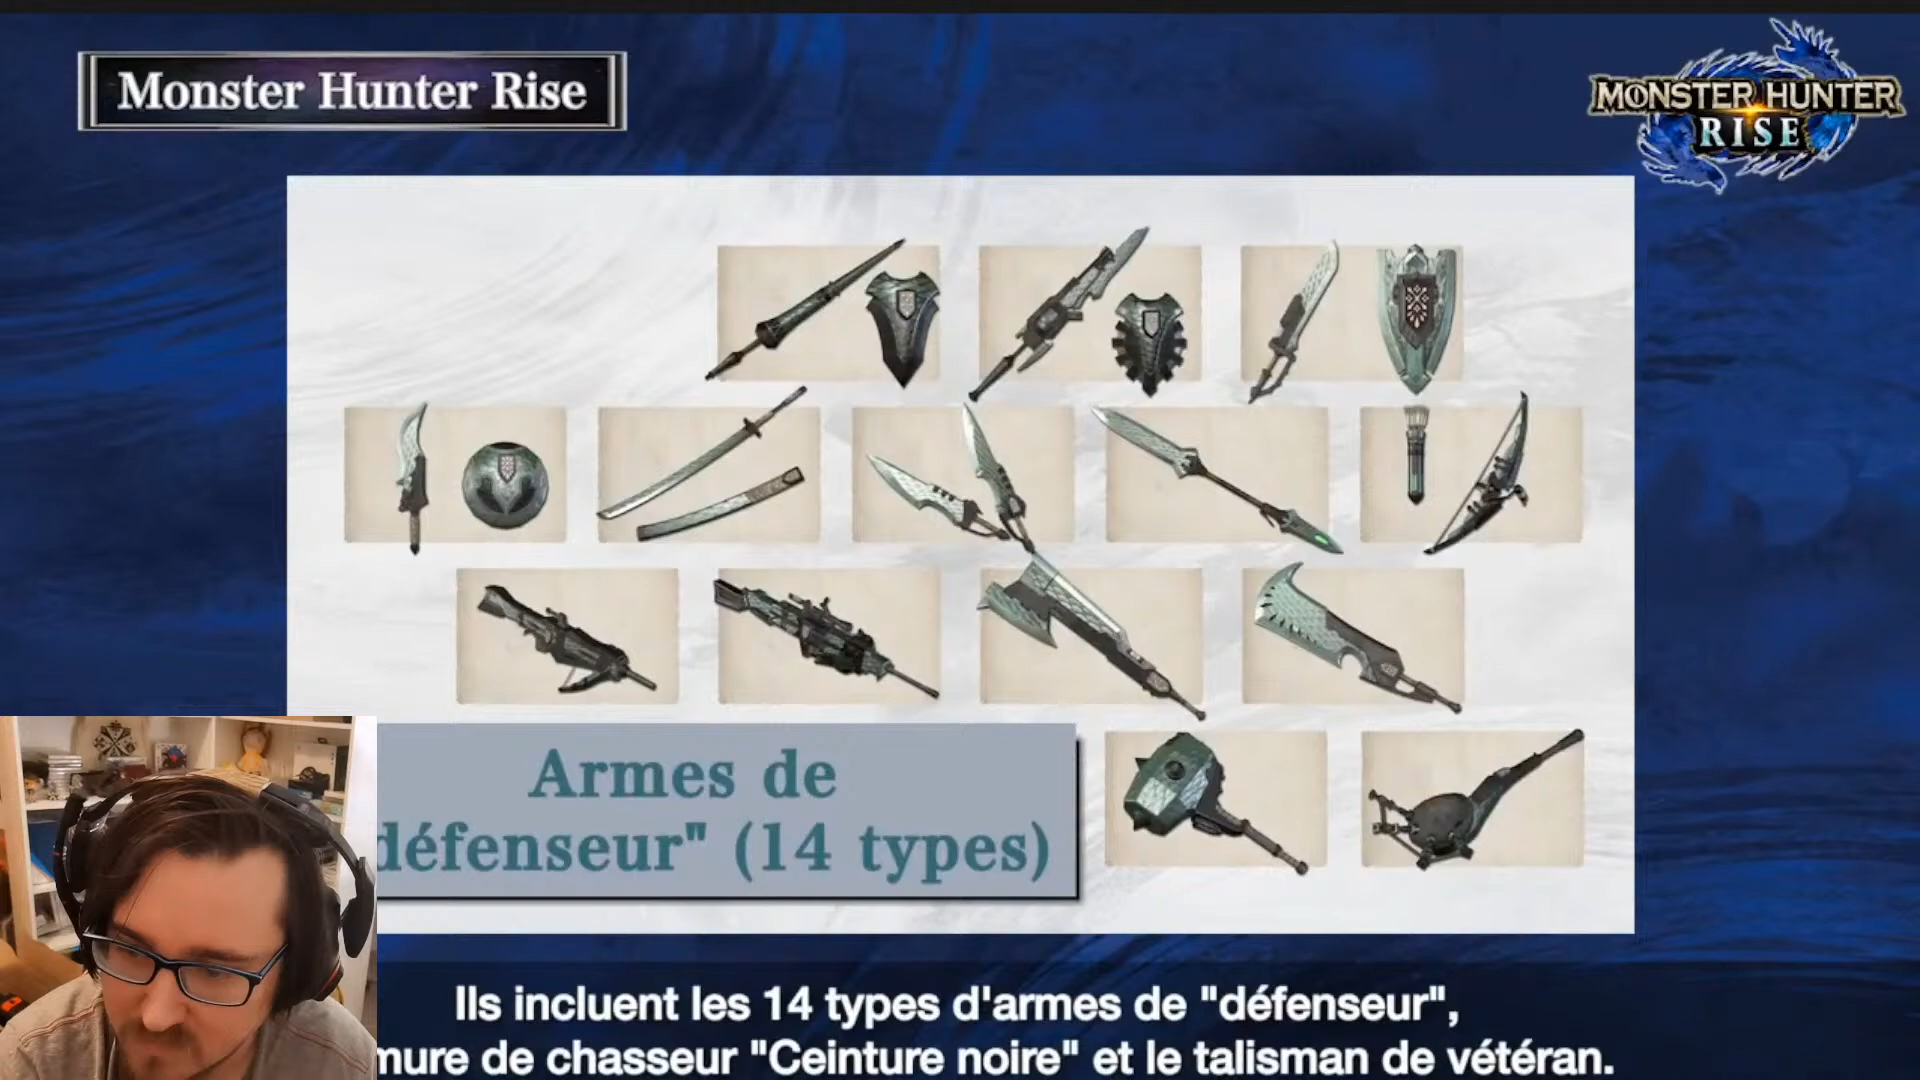 Monster Hunter Rise
MONSTER HUNTER
RISE
Armes de
défenseur" (14 types)
Ils incluent les 14 types d'armes de "défenseur",
de chasseur "Ceinture noire" et le talisman de vétéran.